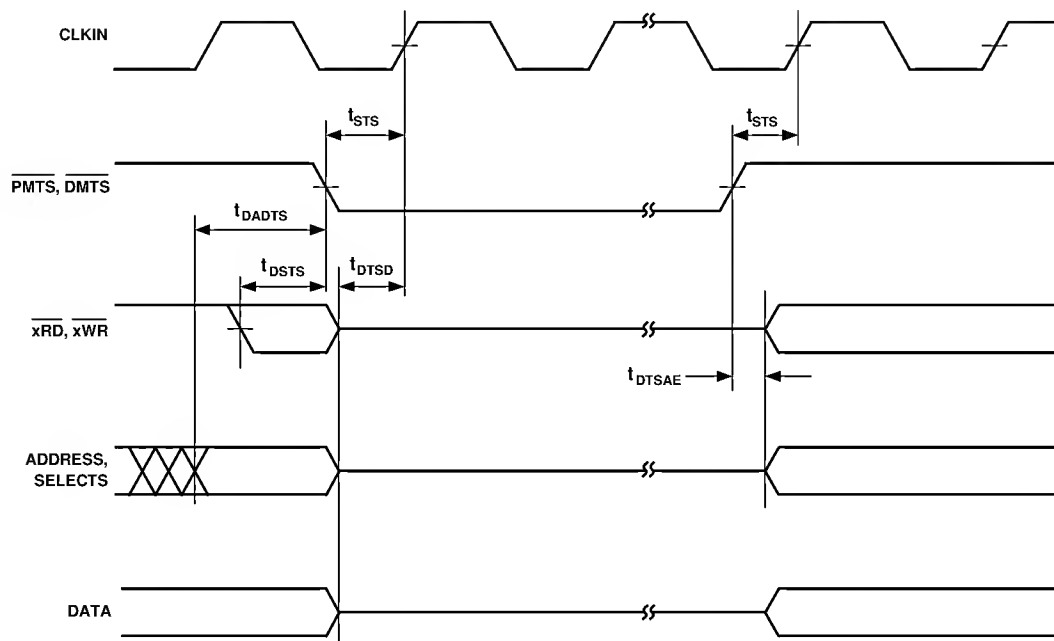 CLKIN
tSTS
tSTS
PMTS, DMTS
tDADTS
tDSTS
tDTSD
xRD, xWR
tDTSAE
ADDRESS,
SELECTS
DATA